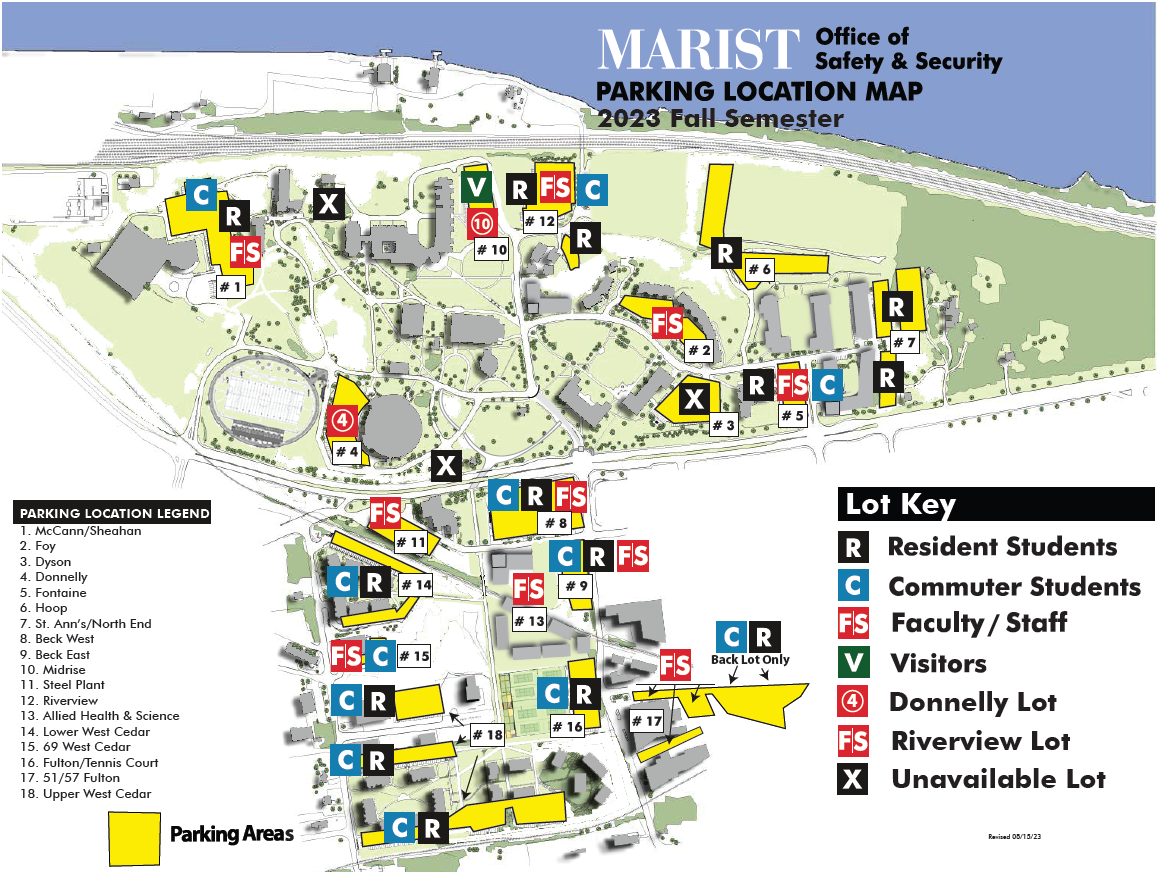 MARIST Office of
Safety & Security
PARKING LOCATION MAP
2023 Fall Semester
C
R
FS
# 1
X
V
10
# 10
R FS C
# 12
R
R
# 6
R
# 7
FS
# 2
R FS C
# 5
R
X
# 3
4
# 4
X
C R FS
# 8
FS
# 11
C R FS
# 9
C R
# 14
FS
# 13
FS C # 15
C R
Back Lot Only
FS
C R
C R
# 16
# 17
# 18
C R
C R
PARKING LOCATION LEGEND
1. McCann/Sheahan
2. Foy
3. Dyson
4. Donnelly
5. Fontaine
6. Hoop
7. St. Ann's/North End
8. Beck West
9. Beck East
10. Midrise
11. Steel Plant
12. Riverview
13. Allied Health & Science
14. Lower West Cedar
15. 69 West Cedar
16. Fulton/Tennis Court
17. 51/57 Fulton
18. Upper West Cedar
Parking Areas
Lot Key
R Resident Students
C Commuter Students
FS Faculty / Staff
V Visitors
4 Donnelly Lot
FS Riverview Lot
X Unavailable Lot
Revised 08/15/23